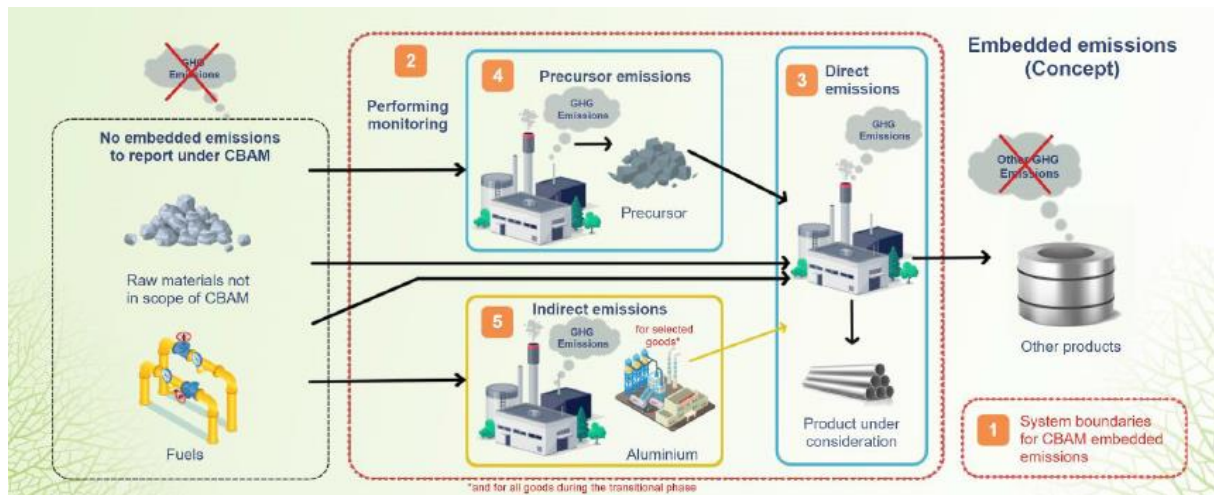 GHG
Emissions
No embedded emissions
to report under CBAM
Raw materials not
in scope of CBAM
Fuels
2
Performing
monitoring
4
Precursor emissions
GHG
Emissions
Precursor
5
Indirect emissions
GHG
Emissions
for selected
goods*
Aluminium
*and for all goods during the transitional phase
3
Direct
emissions
GHG
Emissions
Product under
consideration
Embedded emissions
(Concept)
Other GHG
Emissions
Other products
1
System boundaries
for CBAM embedded
emissions